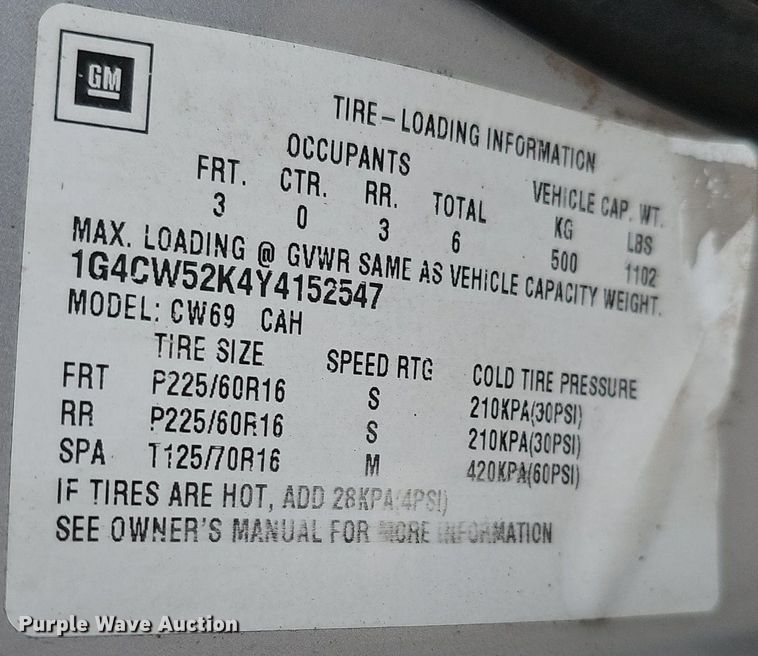 GM
TIRE-LOADING INFORMATION
OCCUPANTS VEHICLE CAP. WT.
FRT. CTR. RR. TOTAL KG LBS
3 0 3 6 500 1102
MAX. LOADING @ GVWR SAME AS VEHICLE CAPACITY WEIGHT.
1G4CW52K4Y4152547
MODEL: CW69 CAH
TIRE SIZE SPEED RTG COLD TIRE PRESSURE
FRT P225/60R16 S 210KPA(30PSI)
RR P225/60R16 S 210KPA(30PSI)
SPA T125/70R16 M 420KPA(60PSI)
IF TIRES ARE HOT, ADD 28KPA(4PSI)
SEE OWNER'S MANUAL FOR MORE INFORMATION
Purple Wave Auction